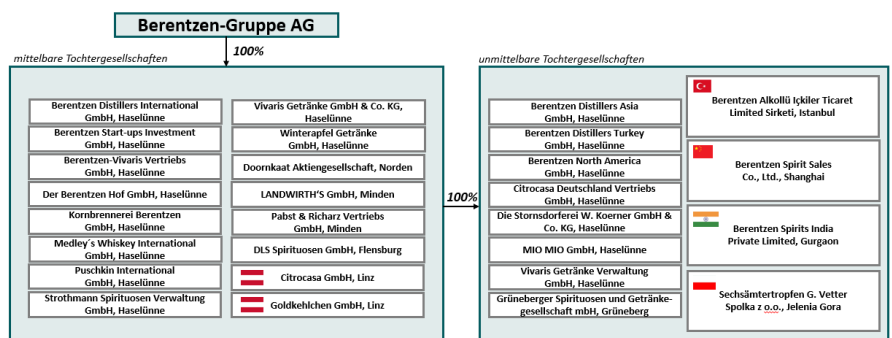 Berentzen-Gruppe AG
100%
mittelbare Tochtergesellschaften
Berentzen Distillers International
GmbH, Haselünne
Berentzen Start-ups Investment
GmbH, Haselünne
Berentzen-Vivaris Vertriebs
GmbH, Haselünne
Der Berentzen Hof GmbH, Haselünne
Kornbrennerei Berentzen
GmbH, Haselünne
Medley´s Whiskey International
GmbH, Haselünne
Puschkin International
GmbH, Haselünne
Strothmann Spirituosen Verwaltung
GmbH, Haselünne
Vivaris Getränke GmbH & Co. KG,
Haselünne
Winterapfel Getränke
GmbH, Haselünne
Doornkaat Aktiengesellschaft, Norden
LANDWIRTH‘S GmbH, Minden
Pabst & Richarz Vertriebs
GmbH, Minden
DLS Spirituosen GmbH, Flensburg
Citrocasa GmbH, Linz
Goldkehlchen GmbH, Linz
100%
unmittelbare Tochtergesellschaften
Berentzen Distillers Asia
GmbH, Haselünne
Berentzen Distillers Turkey
GmbH, Haselünne
Berentzen North America
GmbH, Haselünne
Citrocasa Deutschland Vertriebs
GmbH, Haselünne
Die Stornsdorferei W. Koerner GmbH &
Co. KG, Haselünne
MIO MIO GmbH, Haselünne
Vivaris Getränke Verwaltung
GmbH, Haselünne
Grüneberger Spirituosen und Getränke-
gesellschaft mbH, Grüneberg
Berentzen Alkollü Içkiler Ticaret
Limited Sirketi, Istanbul
Berentzen Spirit Sales
Co., Ltd., Shanghai
Berentzen Spirits India
Private Limited, Gurgaon
Sechsämtertropfen G. Vetter
Spolka z o.o., Jelenia Gora